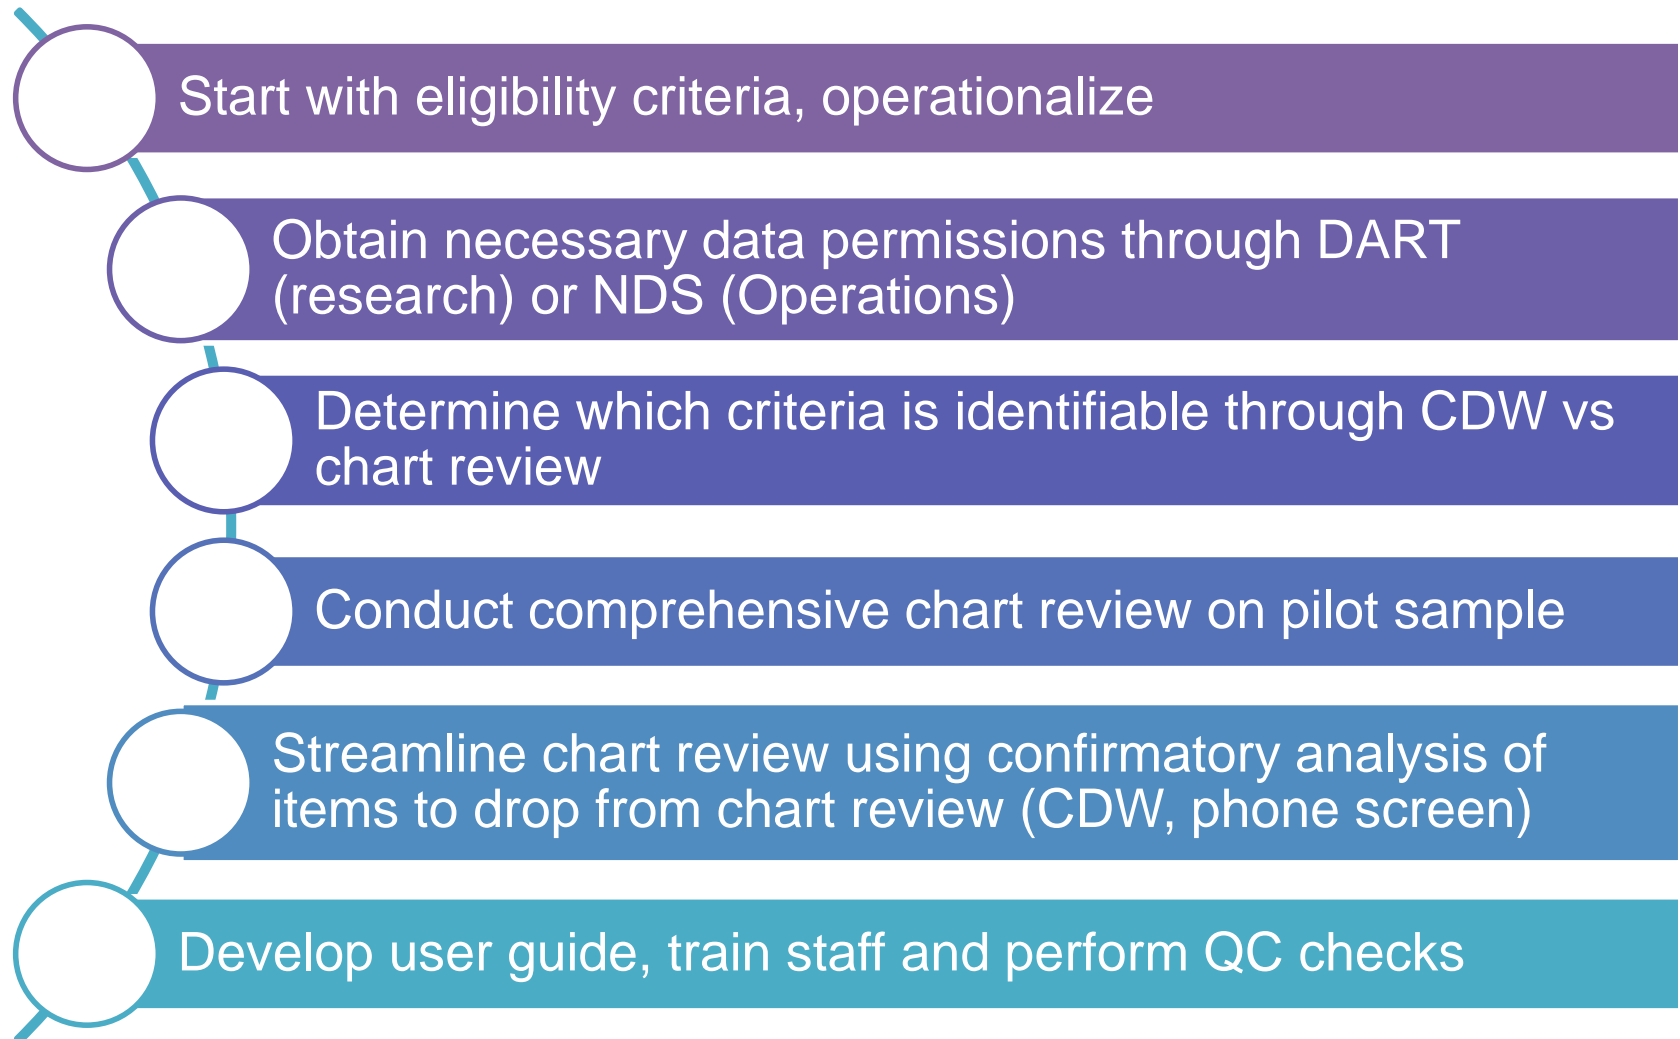 Start with eligibility criteria, operationalize
Obtain necessary data permissions through DART
(research) or NDS (Operations)
Determine which criteria is identifiable through CDW vs
chart review
Conduct comprehensive chart review on pilot sample
Streamline chart review using confirmatory analysis of
items to drop from chart review (CDW, phone screen)
Develop user guide, train staff and perform QC checks